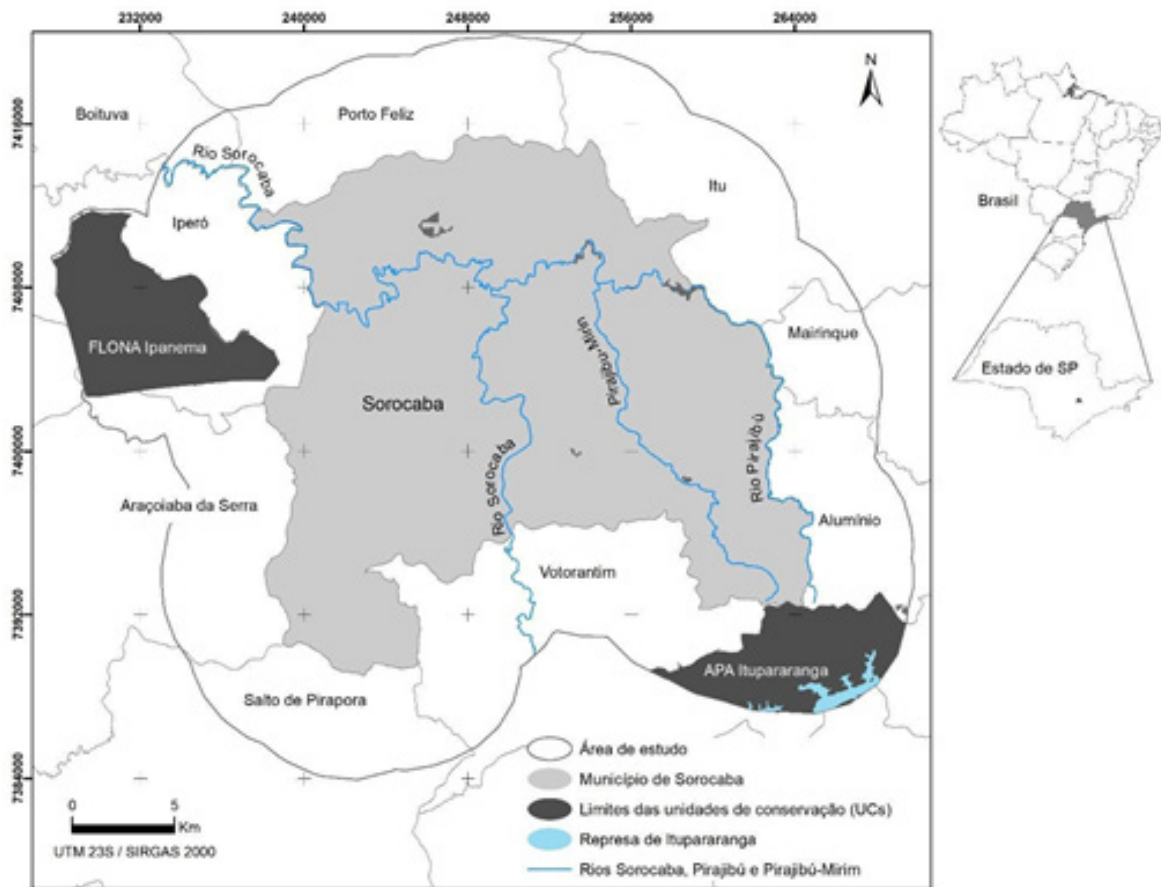 232000 240000 248000 256000 264000
7416000
7408000
7400000
7392000
7384000
N
Boituva
Porto Feliz
Rio Sorocaba
Itu
Iperó
Brasil
FLONA Ipanema
Mairinque
Pirajibu-Mirin
Estado de SP
Sorocaba
Rio Pirajibú
Rio Sorocaba
Araçoiaba da Serra
Alumínio
Votorantim
APA Itupararanga
Salto de Pirapora
Área de estudo
Município de Sorocaba
Limites das unidades de conservação (UCs)
Represa de Itupararanga
Rios Sorocaba, Pirajibú e Pirajibú-Mirim
0 5
Km
UTM 23S / SIRGAS 2000